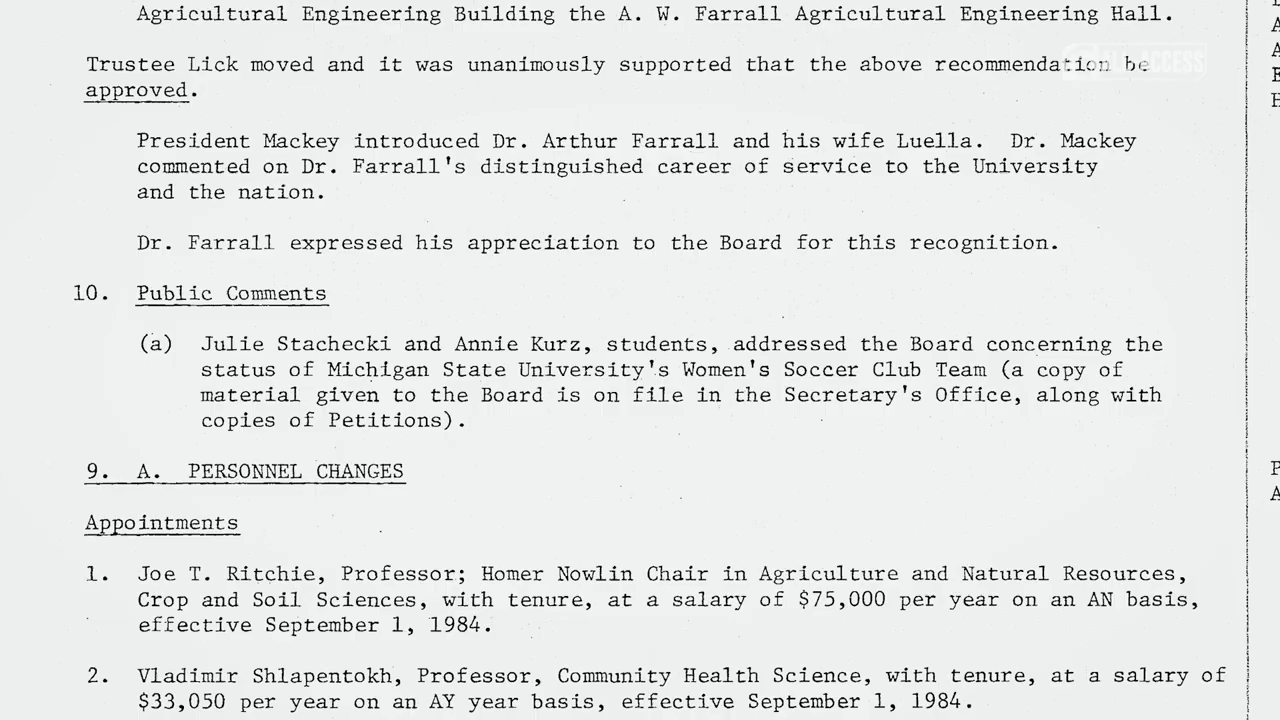 Agricultural Engineering Building the A. W. Farrall Agricultural Engineering Hall.
Trustee Lick moved and it was unanimously supported that the above recommendation be
approved.
President Mackey introduced Dr. Arthur Farrall and his wife Luella. Dr. Mackey
commented on Dr. Farrall's distinguished career of service to the University
and the nation.
Dr. Farrall expressed his appreciation to the Board for this recognition.
10. Public Comments
(a) Julie Stachecki and Annie Kurz, students, addressed the Board concerning the
status of Michigan State University's Women's Soccer Club Team (a copy of
material given to the Board is on file in the Secretary's Office, along with
copies of Petitions).
9. A. PERSONNEL CHANGES
Appointments
1. Joe T. Ritchie, Professor; Homer Nowlin Chair in Agriculture and Natural Resources,
Crop and Soil Sciences, with tenure, at a salary of $75,000 per year on an AN basis,
effective September 1, 1984.
2. Vladimir Shlapentokh, Professor, Community Health Science, with tenure, at a salary of
$33,050 per year on an AY year basis, effective September 1, 1984.